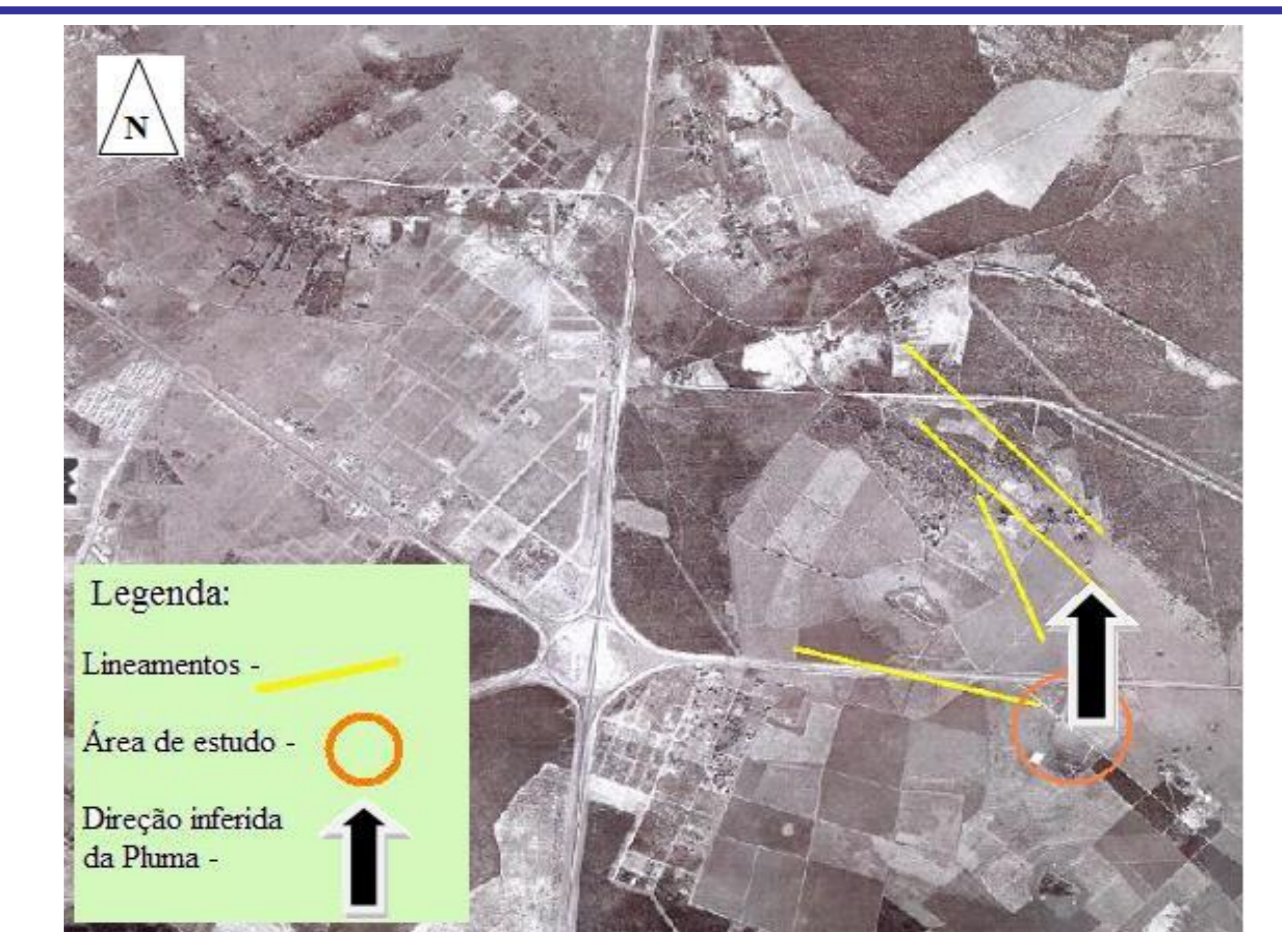 N
Legenda:
Lineamentos -
Área de estudo -
Direção inferida
da Pluma -